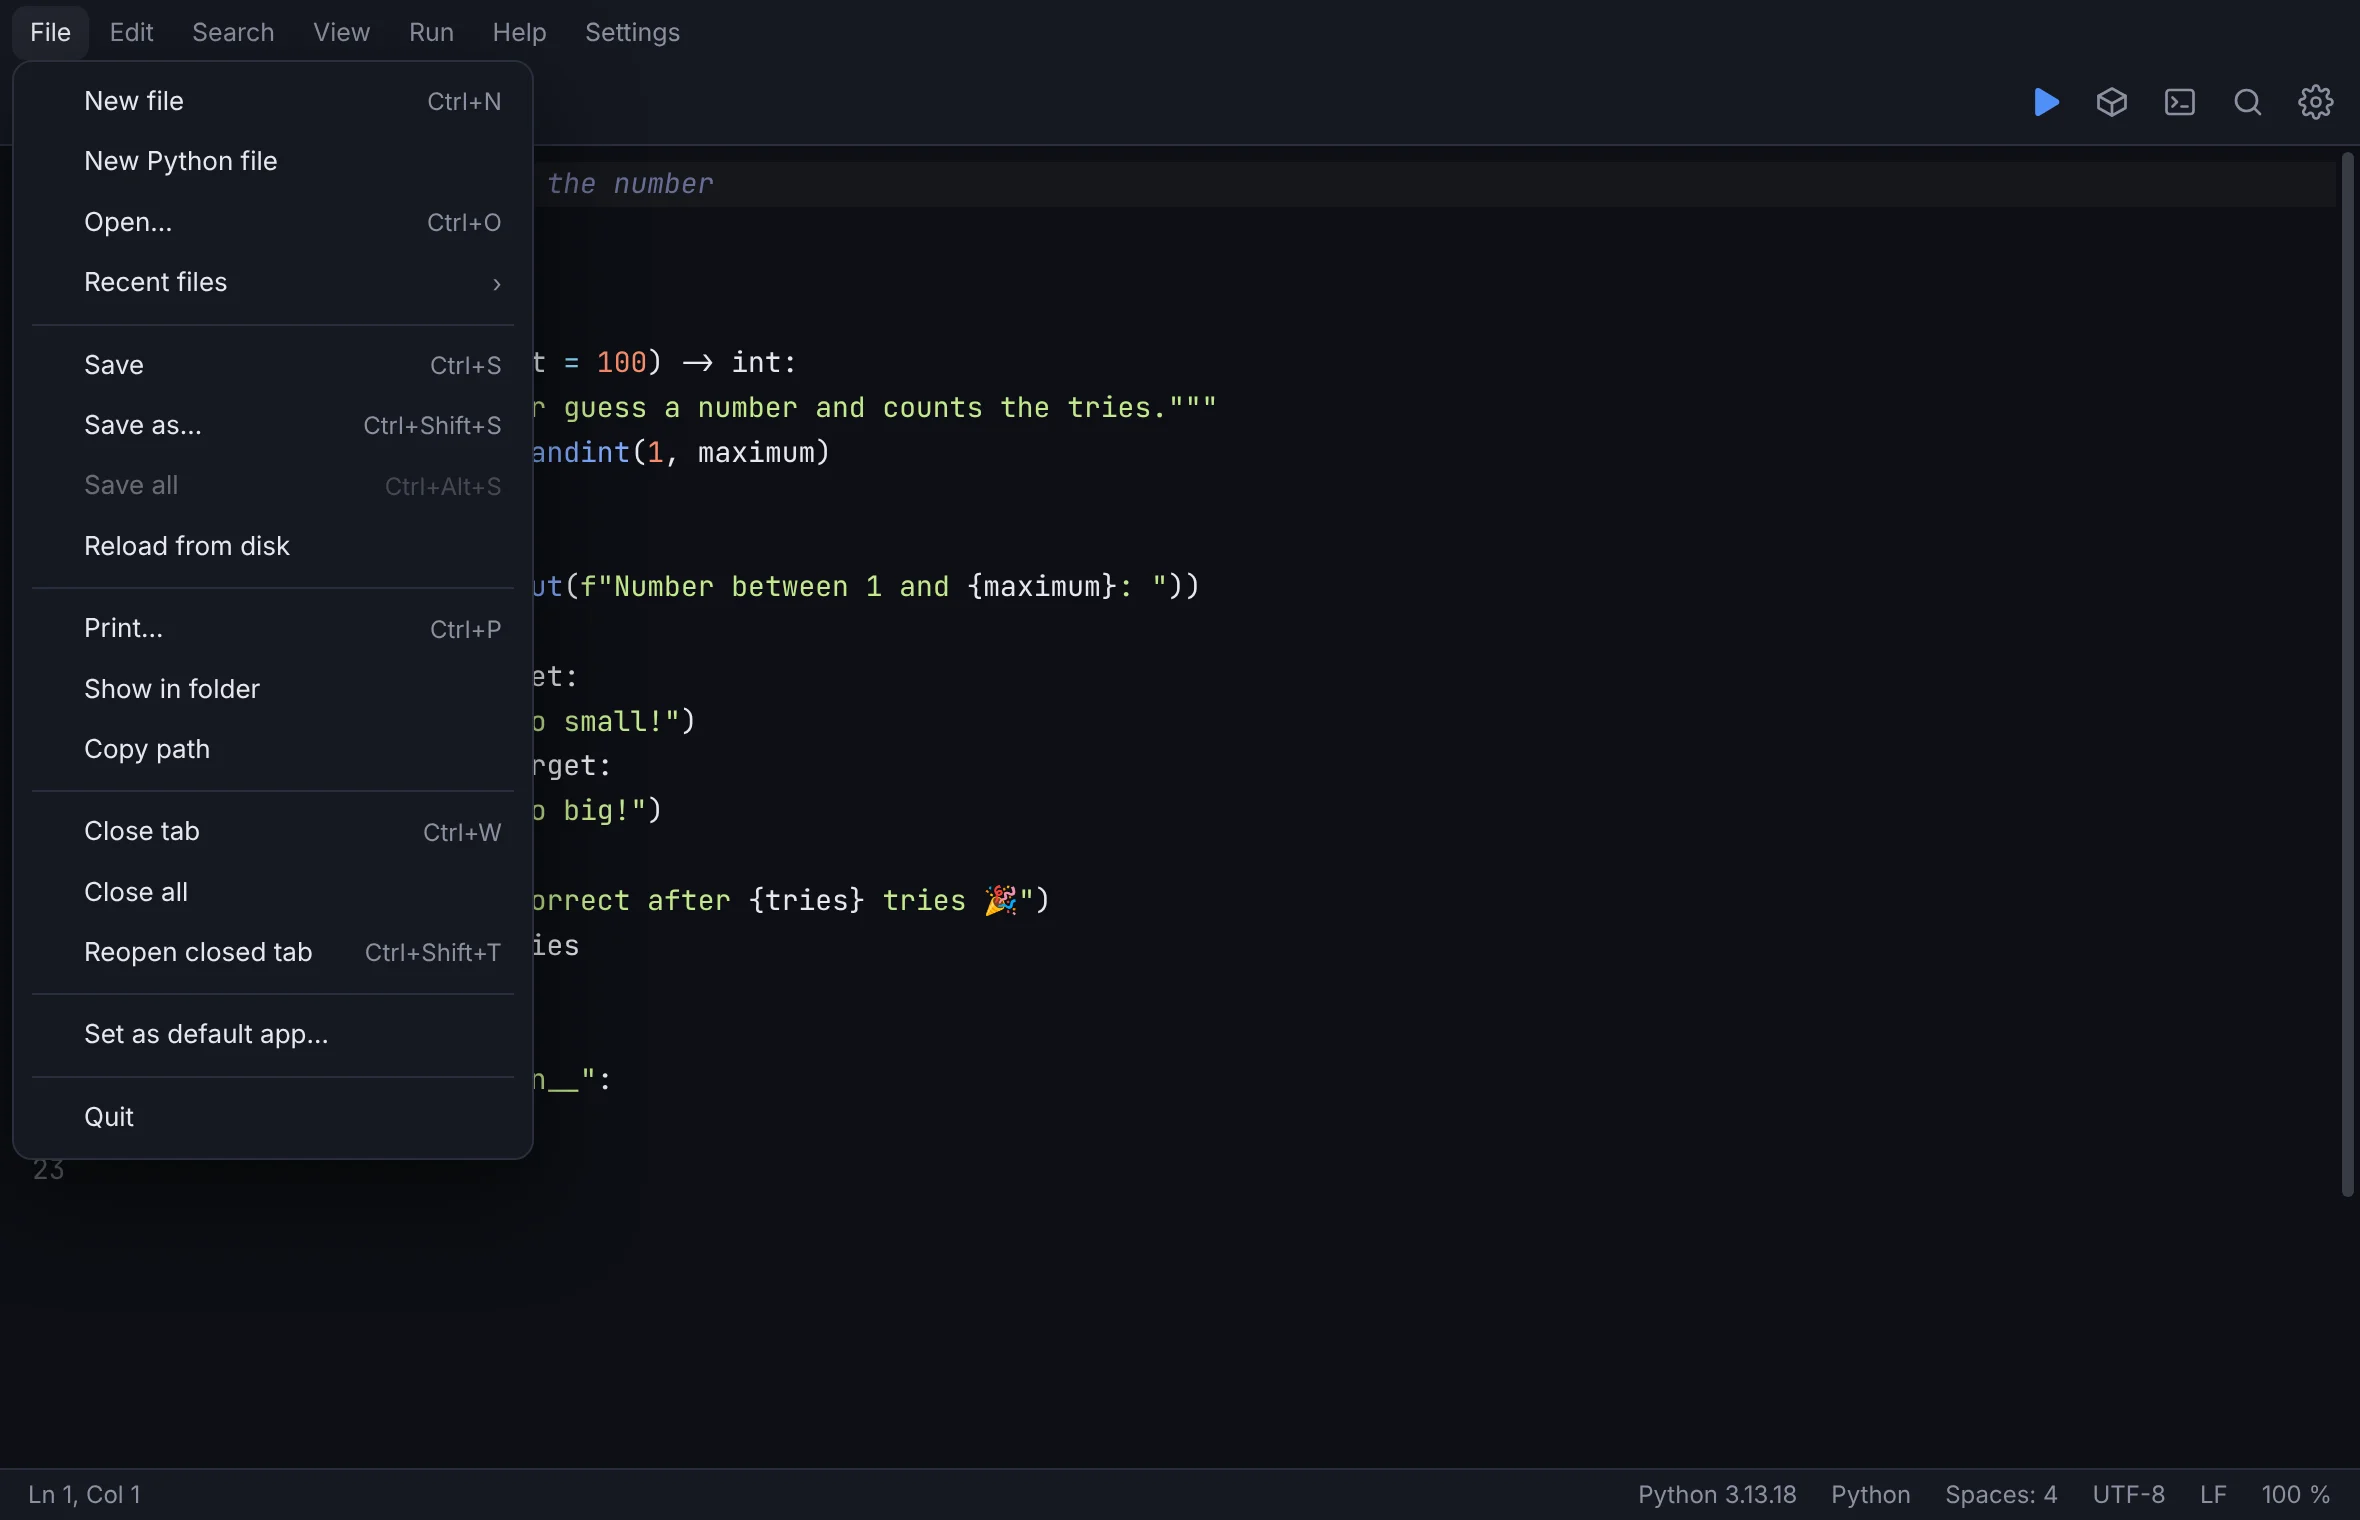 File Edit Search View Run Help Settings
New file Ctrl+N
New Python file
Open... Ctrl+O
Recent files ›
Save Ctrl+S
Save as... Ctrl+Shift+S
Save all Ctrl+Alt+S
Reload from disk
Print... Ctrl+P
Show in folder
Copy path
Close tab Ctrl+W
Close all
Reopen closed tab Ctrl+Shift+T
Set as default app...
Quit
the number
t = 100) -> int:
r guess a number and counts the tries."""
andint(1, maximum)
ut(f"Number between 1 and {maximum}: "))
et:
o small!")
rget:
o big!")
orrect after {tries} tries 🎉")
ies
n__":
23
Ln 1, Col 1 Python 3.13.18 Python Spaces: 4 UTF-8 LF 100 %